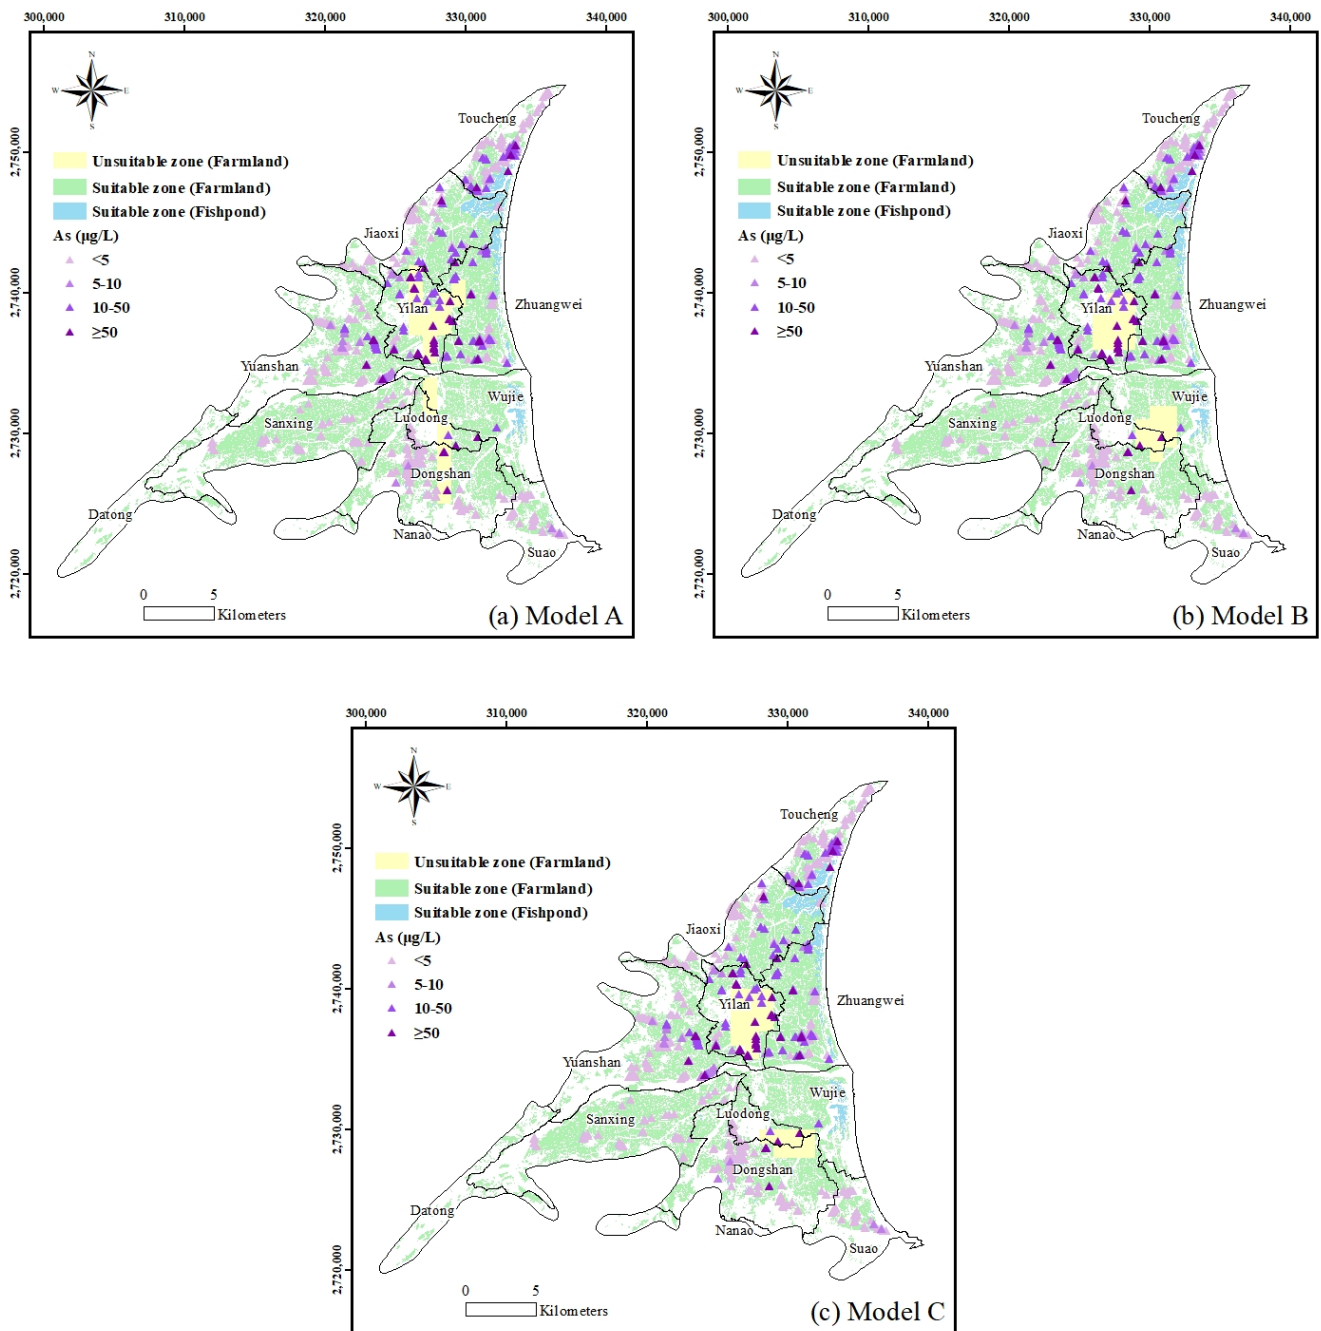 300,000 310,000 320,000 330,000 340,000
2,750,000
2,740,000
2,730,000
2,720,000
N
W E
S
Unsuitable zone (Farmland)
Suitable zone (Farmland)
Suitable zone (Fishpond)
As (μg/L)
<5
5-10
10-50
≥50
Toucheng
Jiaoxi
Yilan
Zhuangwei
Yuanshan
Wujie
Sanxing
Luodong
Dongshan
Datong
Nanao
Suao
0 5
Kilometers
(a) Model A
300,000 310,000 320,000 330,000 340,000
2,750,000
2,740,000
2,730,000
2,720,000
N
W E
S
Unsuitable zone (Farmland)
Suitable zone (Farmland)
Suitable zone (Fishpond)
As (μg/L)
<5
5-10
10-50
≥50
Toucheng
Jiaoxi
Yilan
Zhuangwei
Yuanshan
Wujie
Sanxing
Luodong
Dongshan
Datong
Nanao
Suao
0 5
Kilometers
(b) Model B
300,000 310,000 320,000 330,000 340,000
2,750,000
2,740,000
2,730,000
2,720,000
N
W E
S
Unsuitable zone (Farmland)
Suitable zone (Farmland)
Suitable zone (Fishpond)
As (μg/L)
<5
5-10
10-50
≥50
Toucheng
Jiaoxi
Yilan
Zhuangwei
Yuanshan
Wujie
Sanxing
Luodong
Dongshan
Datong
Nanao
Suao
0 5
Kilometers
(c) Model C